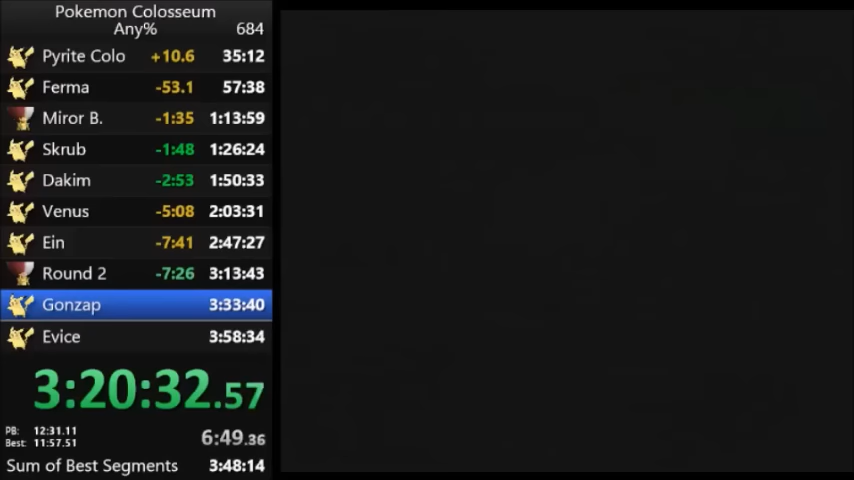 Pokemon Colosseum
Any% 684
Pyrite Colo +10.6 35:12
Ferma -53.1 57:38
Miror B. -1:35 1:13:59
Skrub -1:48 1:26:24
Dakim -2:53 1:50:33
Venus -5:08 2:03:31
Ein -7:41 2:47:27
Round 2 -7:26 3:13:43
Gonzap 3:33:40
Evice 3:58:34
3:20:32.57
PB: 12:31.11
Best: 11:57.51 6:49.36
Sum of Best Segments 3:48:14